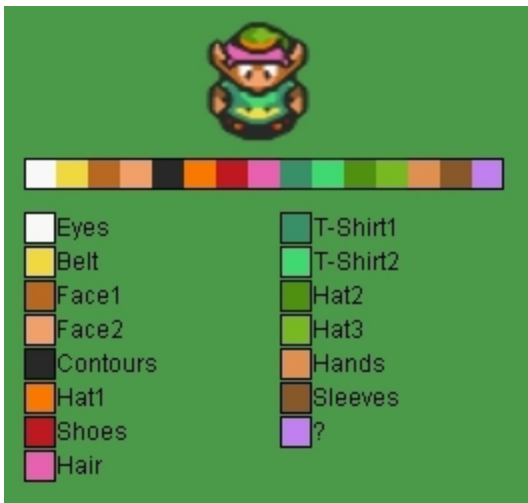 Eyes
Belt
Face1
Face2
Contours
Hat1
Shoes
Hair
T-Shirt1
T-Shirt2
Hat2
Hat3
Hands
Sleeves
?